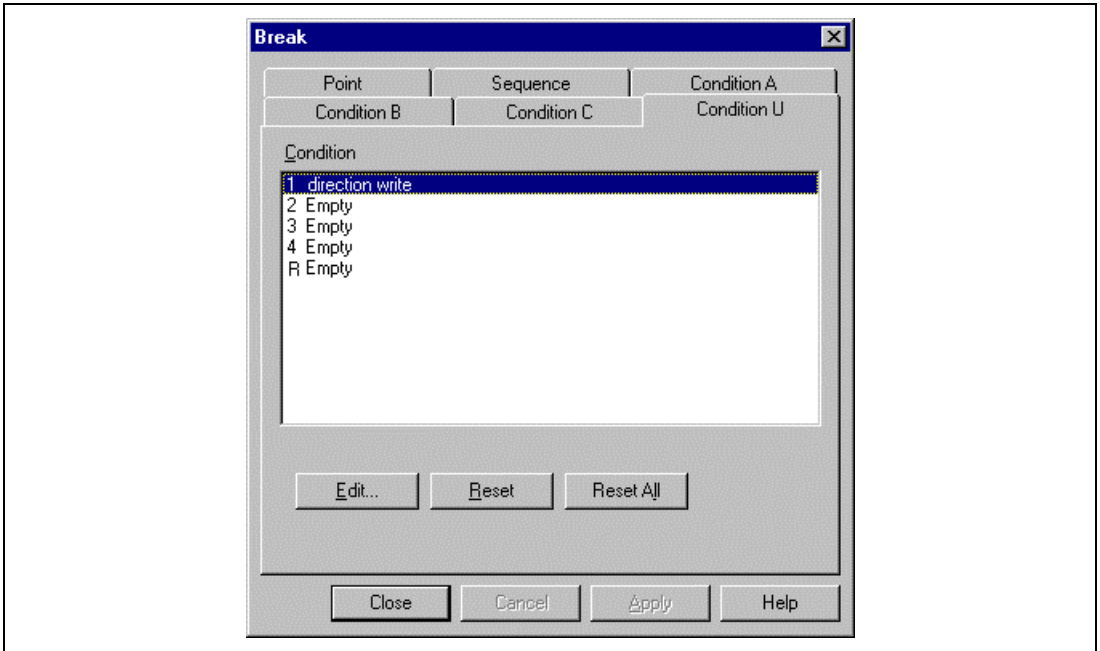 Break
Point Sequence Condition A
Condition B Condition C Condition U
Condition
1 direction write
2 Empty
3 Empty
4 Empty
R Empty
Edit... Reset Reset All
Close Cancel Apply Help